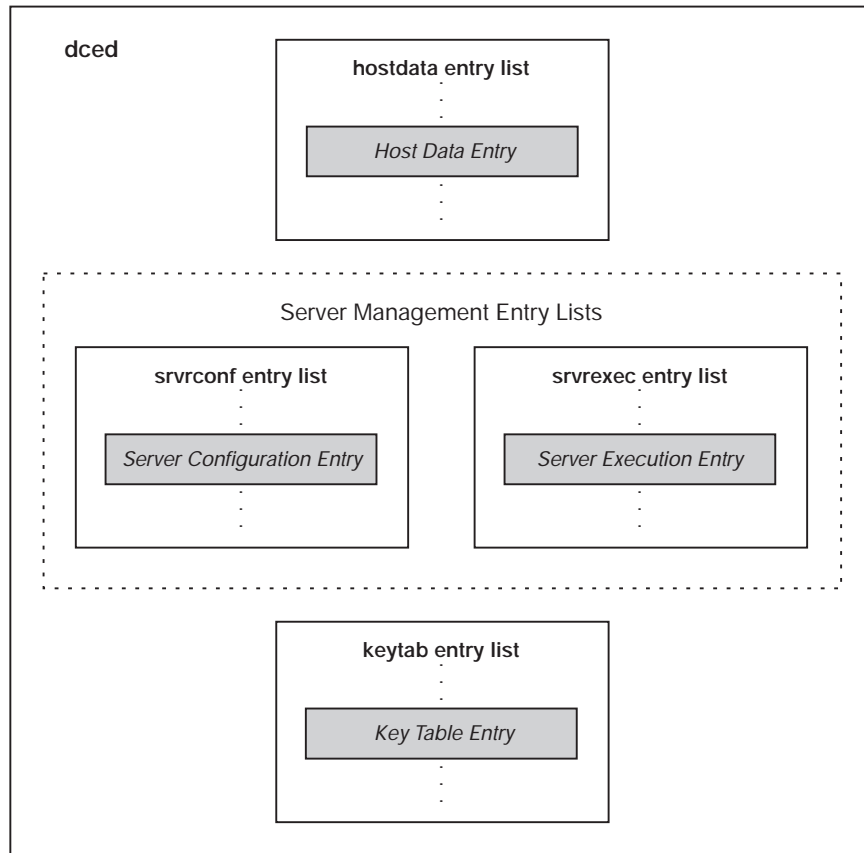 dced
hostdata entry list
Host Data Entry
Server Management Entry Lists
srvrconf entry list
Server Configuration Entry
srvrexec entry list
Server Execution Entry
keytab entry list
Key Table Entry